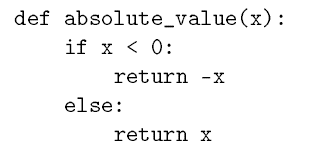 def absolute_value(x):
    if x < 0:
        return -x
    else:
        return x